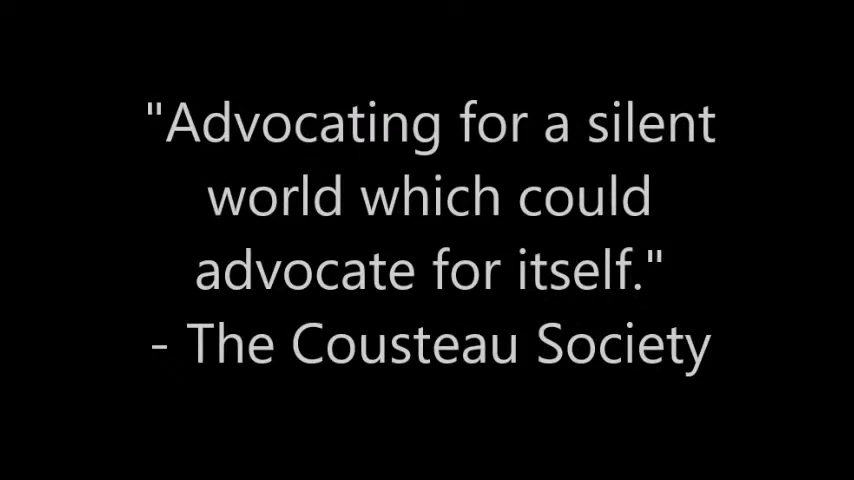 "Advocating for a silent
world which could
advocate for itself."
- The Cousteau Society